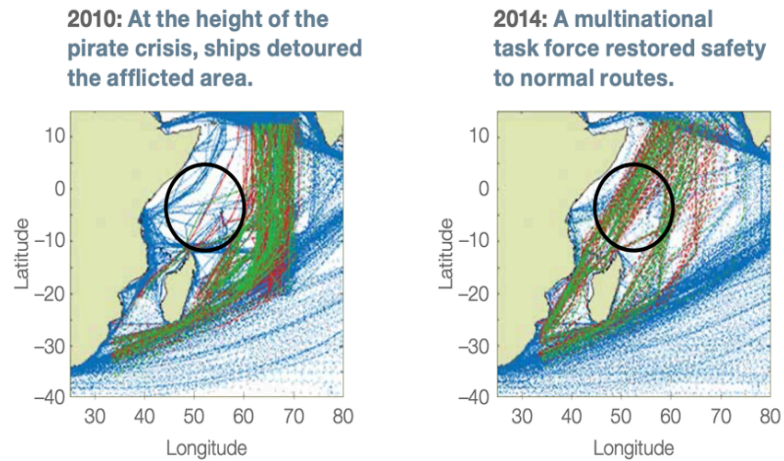 2010: At the height of the
pirate crisis, ships detoured
the afflicted area.
10
0
−10
−20
−30
−40
Latitude
30 40 50 60 70 80
Longitude
2014: A multinational
task force restored safety
to normal routes.
10
0
−10
−20
−30
−40
Latitude
30 40 50 60 70 80
Longitude